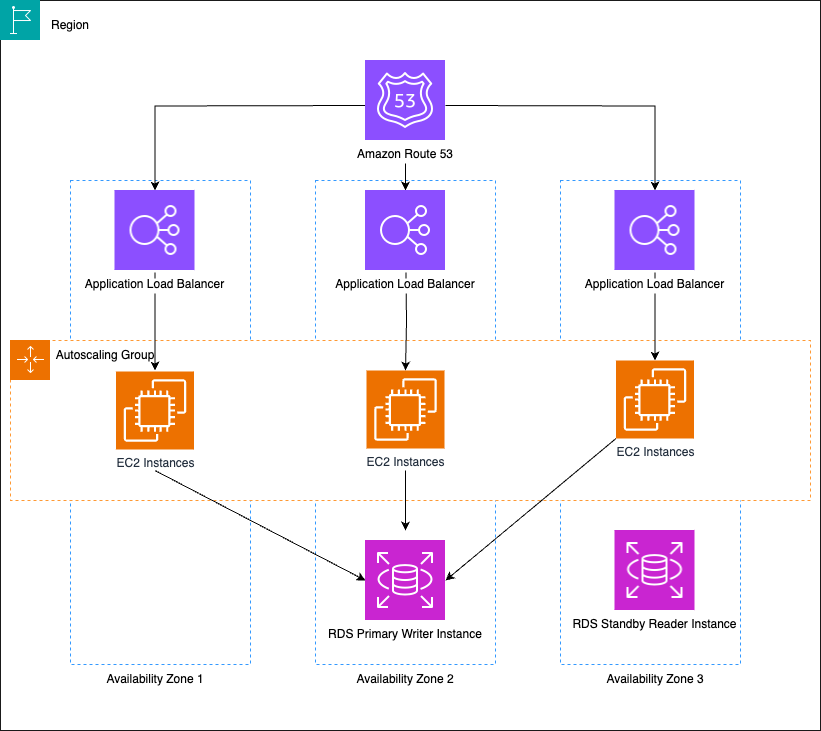 Region
53
Amazon Route 53
Application Load Balancer
Application Load Balancer
Application Load Balancer
Autoscaling Group
EC2 Instances
EC2 Instances
EC2 Instances
RDS Primary Writer Instance
RDS Standby Reader Instance
Availability Zone 1
Availability Zone 2
Availability Zone 3